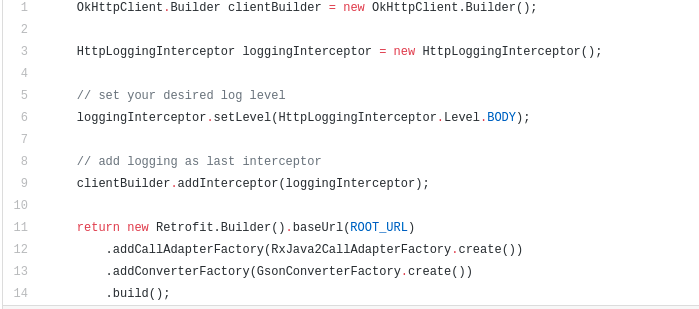 1 OkHttpClient.Builder clientBuilder = new OkHttpClient.Builder();
2
3 HttpLoggingInterceptor loggingInterceptor = new HttpLoggingInterceptor();
4
5 // set your desired log level
6 loggingInterceptor.setLevel(HttpLoggingInterceptor.Level.BODY);
7
8 // add logging as last interceptor
9 clientBuilder.addInterceptor(loggingInterceptor);
10
11 return new Retrofit.Builder().baseUrl(ROOT_URL)
12 .addCallAdapterFactory(RxJava2CallAdapterFactory.create())
13 .addConverterFactory(GsonConverterFactory.create())
14 .build();